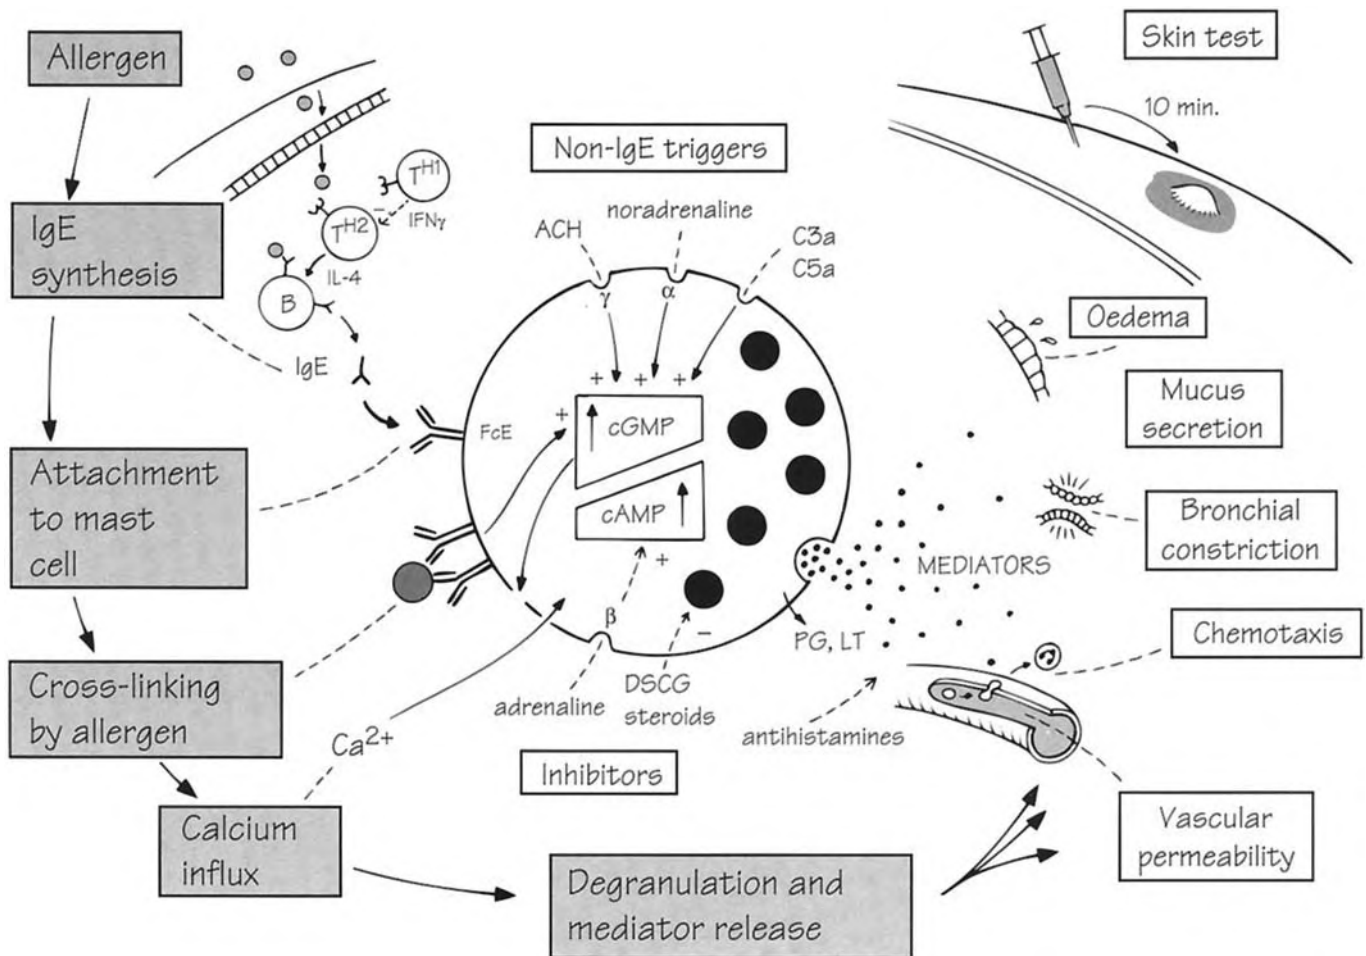 Allergen
IgE
synthesis
Attachment
to mast
cell
Cross-linking
by allergen
Calcium
influx
Degranulation and
mediator release
T^H1
IFNγ
−
T^H2
IL-4
B
IgE
FcE
Non-IgE triggers
ACH
noradrenaline
C3a
C5a
γ
α
+ + +
+
cGMP
cAMP
+
β
−
adrenaline
DSCG
steroids
Inhibitors
Ca²⁺
PG, LT
MEDIATORS
antihistamines
Skin test
10 min.
Oedema
Mucus
secretion
Bronchial
constriction
Chemotaxis
Vascular
permeability